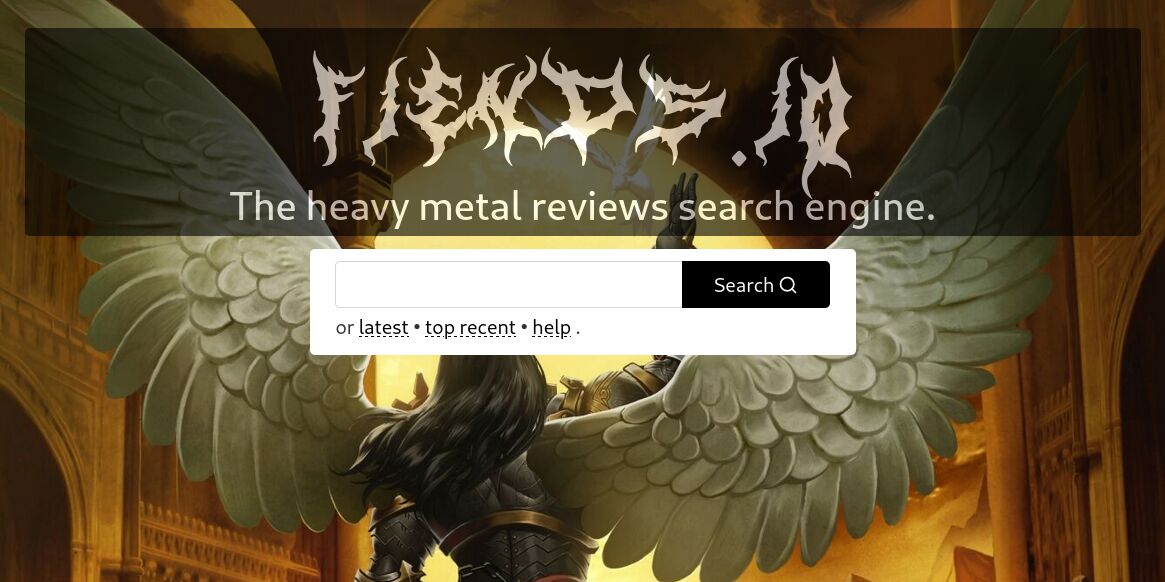 FIENDS.IO
The heavy metal reviews search engine.
Search
or latest • top recent • help .